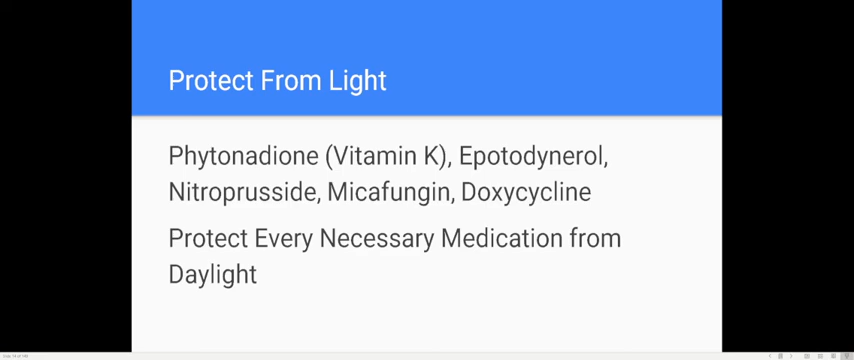 Protect From Light
Phytonadione (Vitamin K), Epotodynerol,
Nitroprusside, Micafungin, Doxycycline
Protect Every Necessary Medication from
Daylight